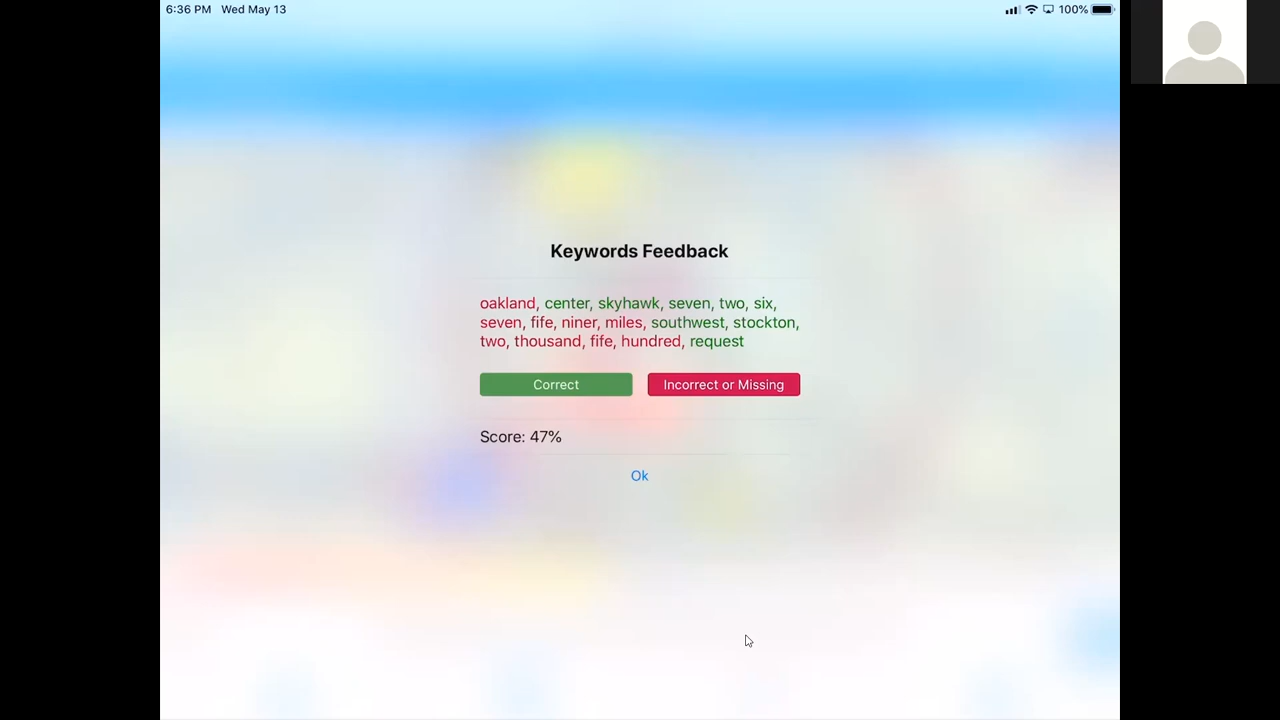 6:36 PM Wed May 13
100%
Keywords Feedback
oakland, center, skyhawk, seven, two, six,
seven, fife, niner, miles, southwest, stockton,
two, thousand, fife, hundred, request
Correct
Incorrect or Missing
Score: 47%
Ok